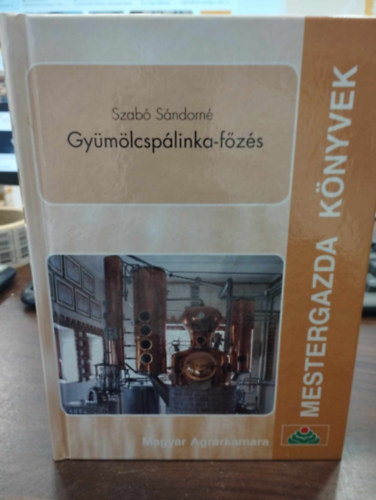 Szabó Sándorné
Gyümölcspálinka-főzés
MESTERGAZDA KÖNYVEK
Magyar Agrárkamara